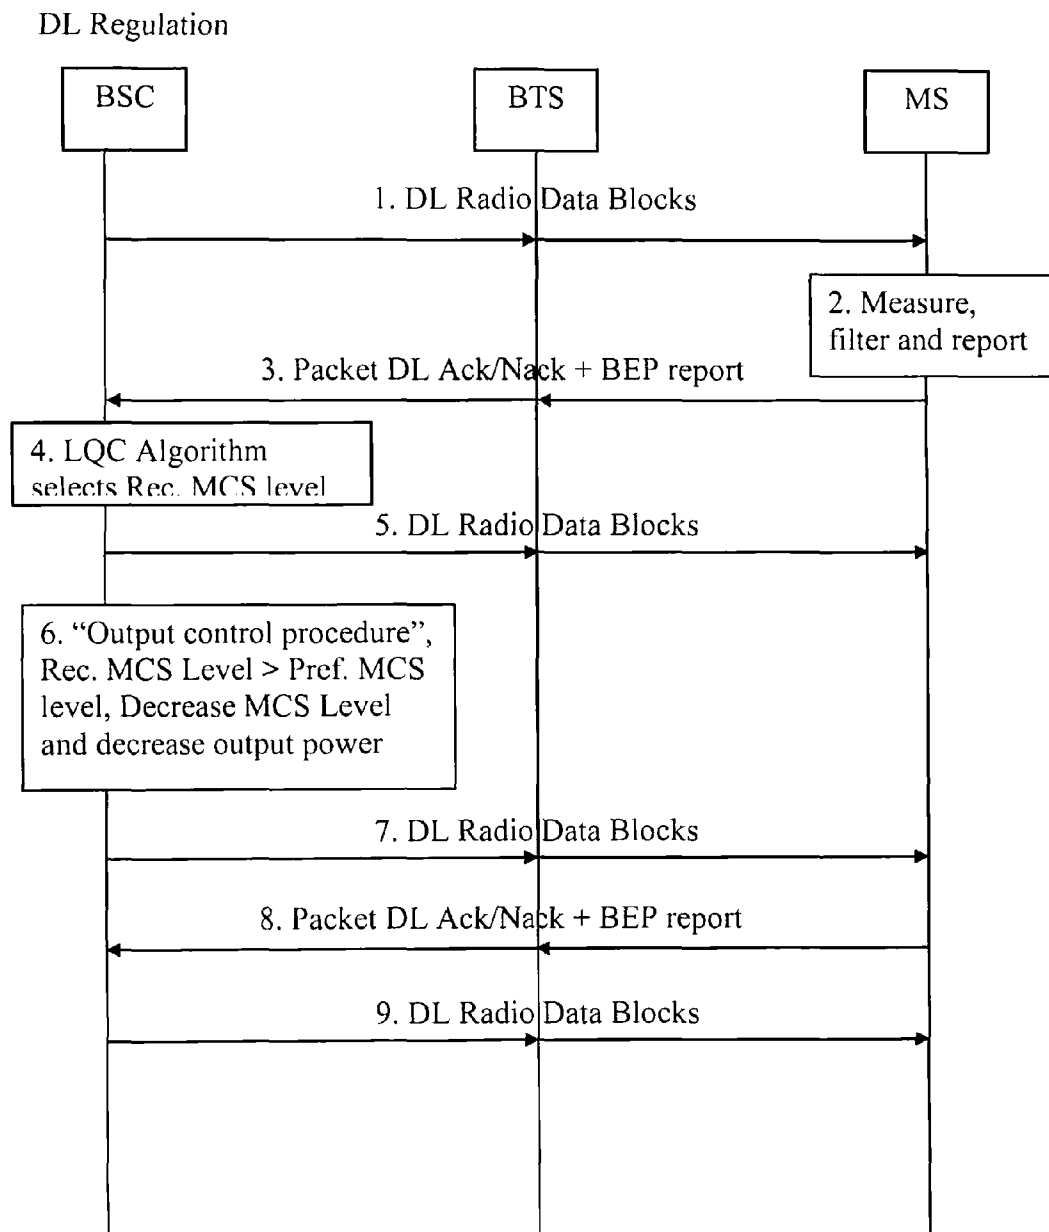 DL Regulation
BSC
BTS
MS
1. DL Radio Data Blocks
2. Measure,
filter and report
3. Packet DL Ack/Nack + BEP report
4. LQC Algorithm
selects Rec. MCS level
5. DL Radio Data Blocks
6. “Output control procedure”,
Rec. MCS Level > Pref. MCS
level, Decrease MCS Level
and decrease output power
7. DL Radio Data Blocks
8. Packet DL Ack/Nack + BEP report
9. DL Radio Data Blocks